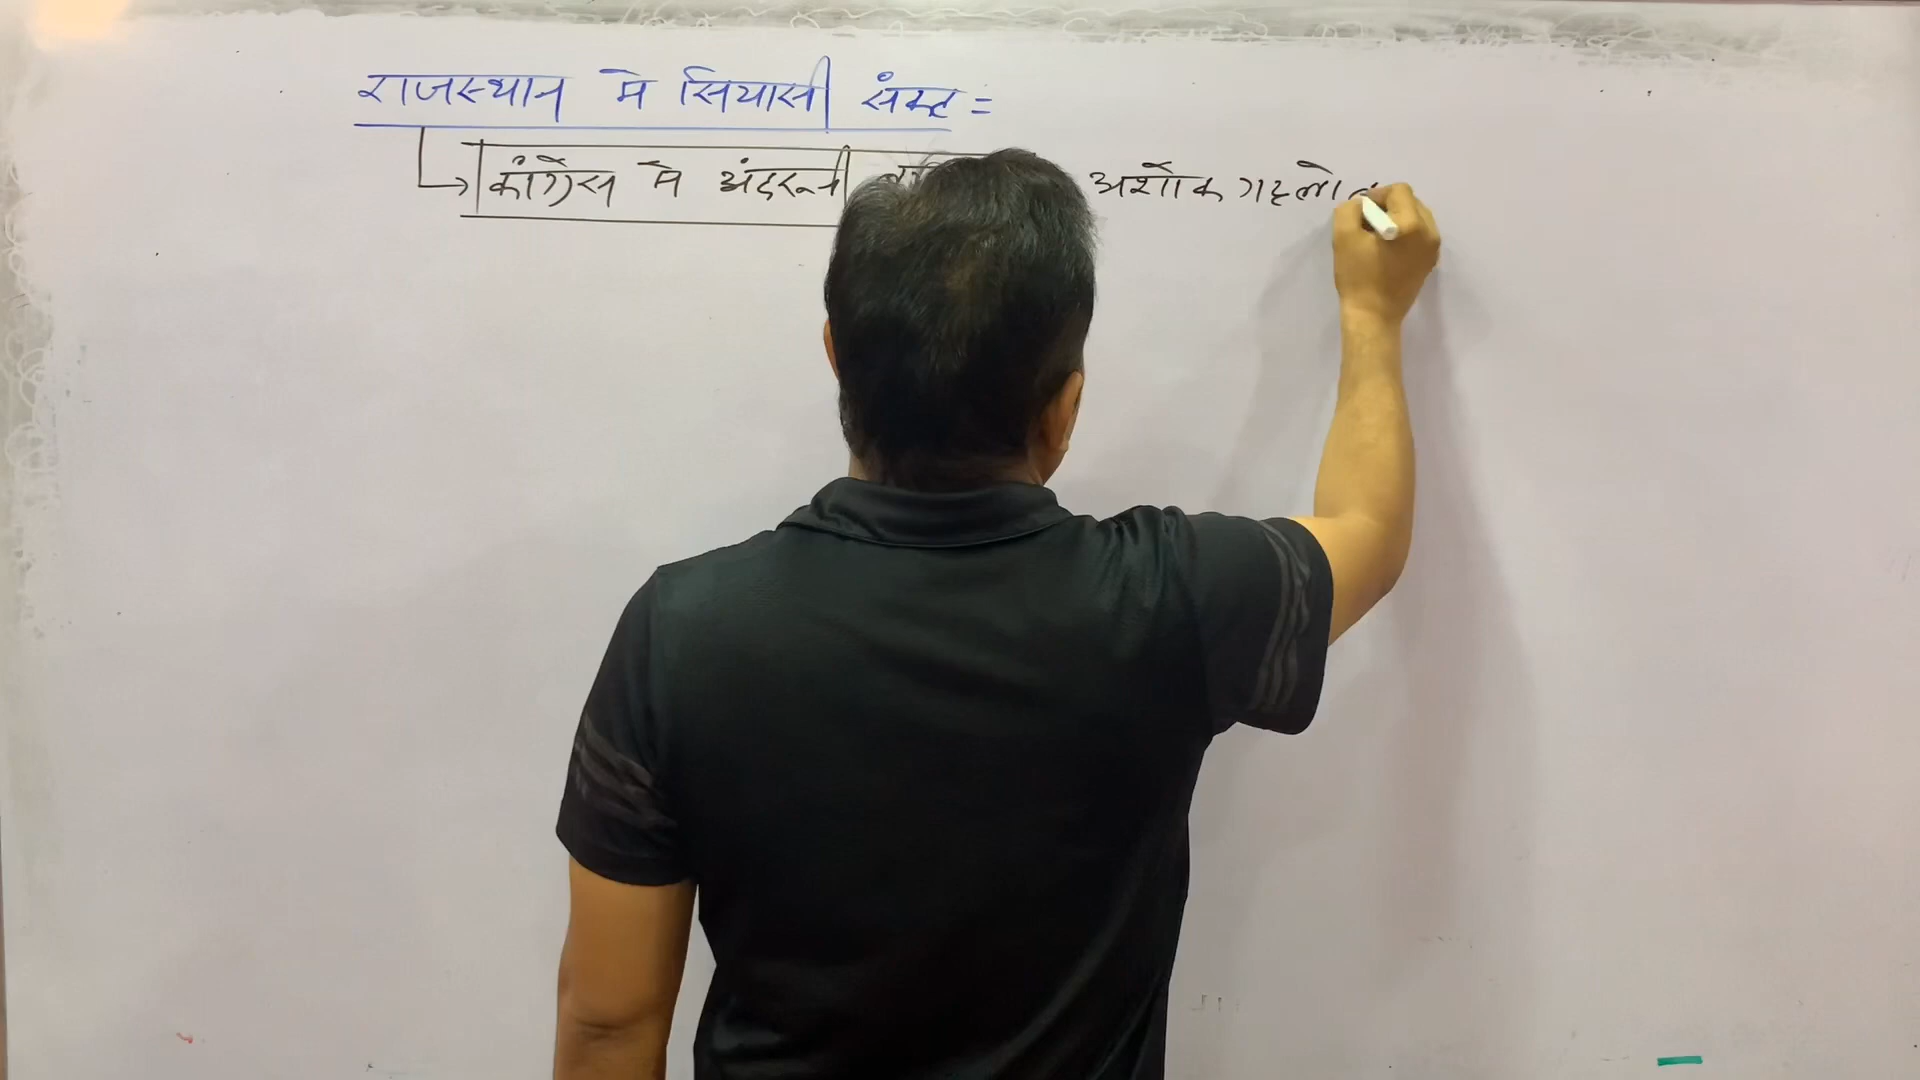 राजस्थान मे सियासी संकट =
कांग्रेस मे अंदरूनी अशोक गहलोत